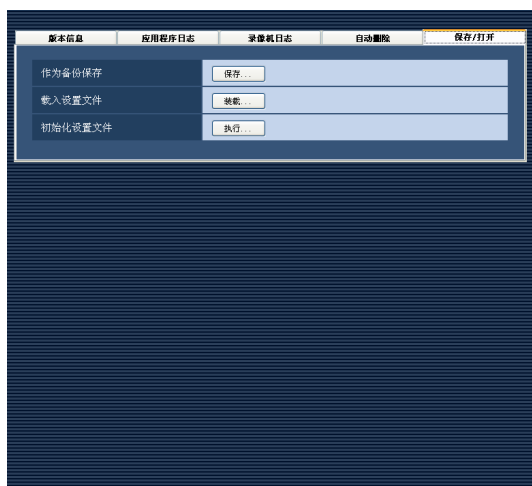 版本信息 应用程序日志 录像机日志 自动删除 保存/打开
作为备份保存 保存...
载入设置文件 装载...
初始化设置文件 执行...